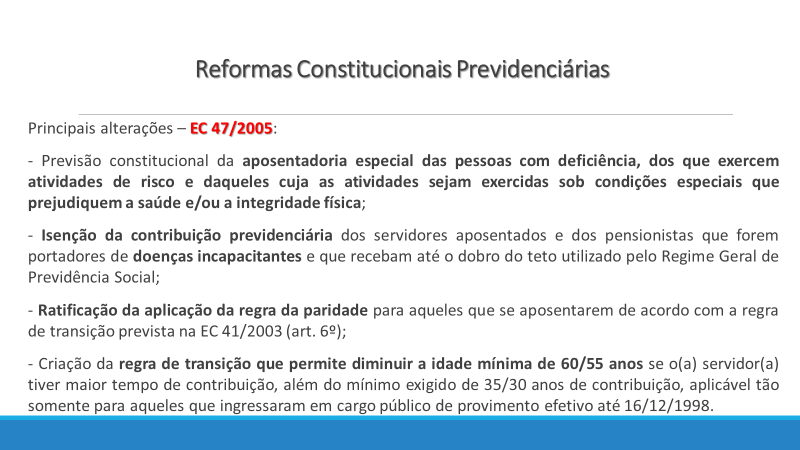 Reformas Constitucionais Previdenciárias
Principais alterações – EC 47/2005:
- Previsão constitucional da aposentadoria especial das pessoas com deficiência, dos que exercem
atividades de risco e daqueles cuja as atividades sejam exercidas sob condições especiais que
prejudiquem a saúde e/ou a integridade física;
- Isenção da contribuição previdenciária dos servidores aposentados e dos pensionistas que forem
portadores de doenças incapacitantes e que recebam até o dobro do teto utilizado pelo Regime Geral de
Previdência Social;
- Ratificação da aplicação da regra da paridade para aqueles que se aposentarem de acordo com a regra
de transição prevista na EC 41/2003 (art. 6º);
- Criação da regra de transição que permite diminuir a idade mínima de 60/55 anos se o(a) servidor(a)
tiver maior tempo de contribuição, além do mínimo exigido de 35/30 anos de contribuição, aplicável tão
somente para aqueles que ingressaram em cargo público de provimento efetivo até 16/12/1998.